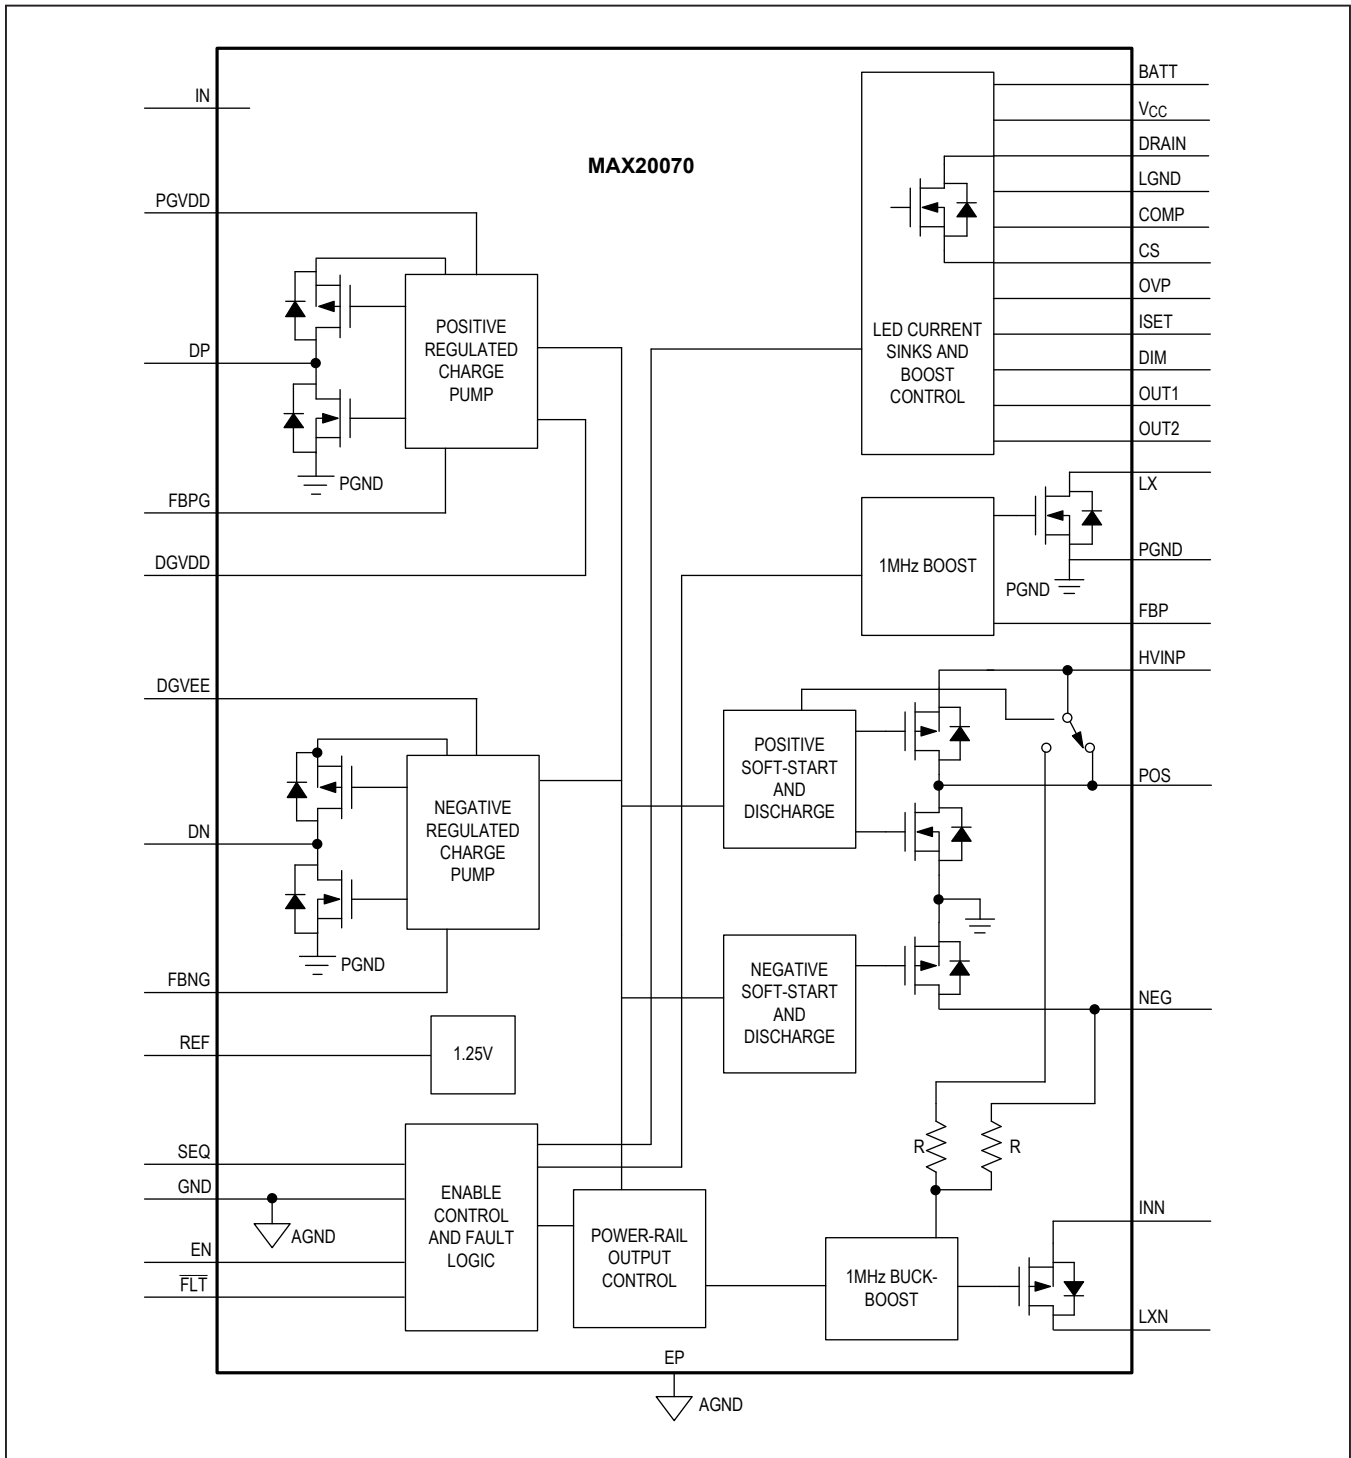 MAX20070
IN
PGVDD
DP
FBPG
DGVDD
DGVEE
DN
FBNG
REF
SEQ
GND
EN
FLT
POSITIVE
REGULATED
CHARGE
PUMP
PGND
NEGATIVE
REGULATED
CHARGE
PUMP
PGND
1.25V
AGND
ENABLE
CONTROL
AND FAULT
LOGIC
POWER-RAIL
OUTPUT
CONTROL
LED CURRENT
SINKS AND
BOOST
CONTROL
1MHz BOOST
PGND
POSITIVE
SOFT-START
AND
DISCHARGE
NEGATIVE
SOFT-START
AND
DISCHARGE
R
R
1MHz BUCK-
BOOST
BATT
VCC
DRAIN
LGND
COMP
CS
OVP
ISET
DIM
OUT1
OUT2
LX
PGND
FBP
HVINP
POS
NEG
INN
LXN
EP
AGND